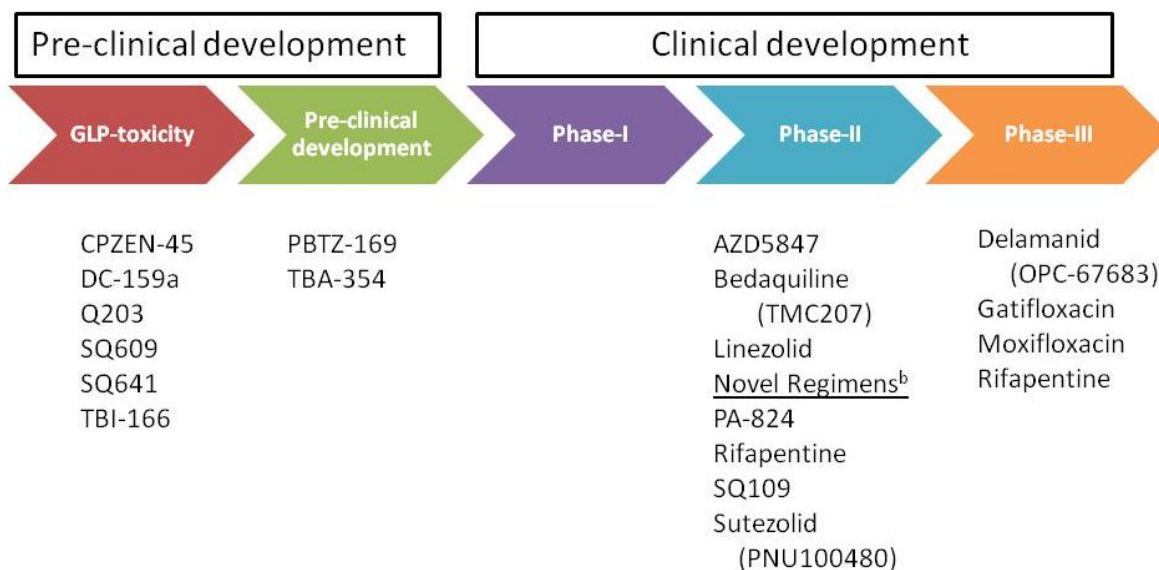 Pre-clinical development
Clinical development
GLP-toxicity
Pre-clinical
development
Phase-I
Phase-II
Phase-III
CPZEN-45
DC-159a
Q203
SQ609
SQ641
TBI-166
PBTZ-169
TBA-354
AZD5847
Bedaquiline
(TMC207)
Linezolid
Novel Regimensᵇ
PA-824
Rifapentine
SQ109
Sutezolid
(PNU100480)
Delamanid
(OPC-67683)
Gatifloxacin
Moxifloxacin
Rifapentine